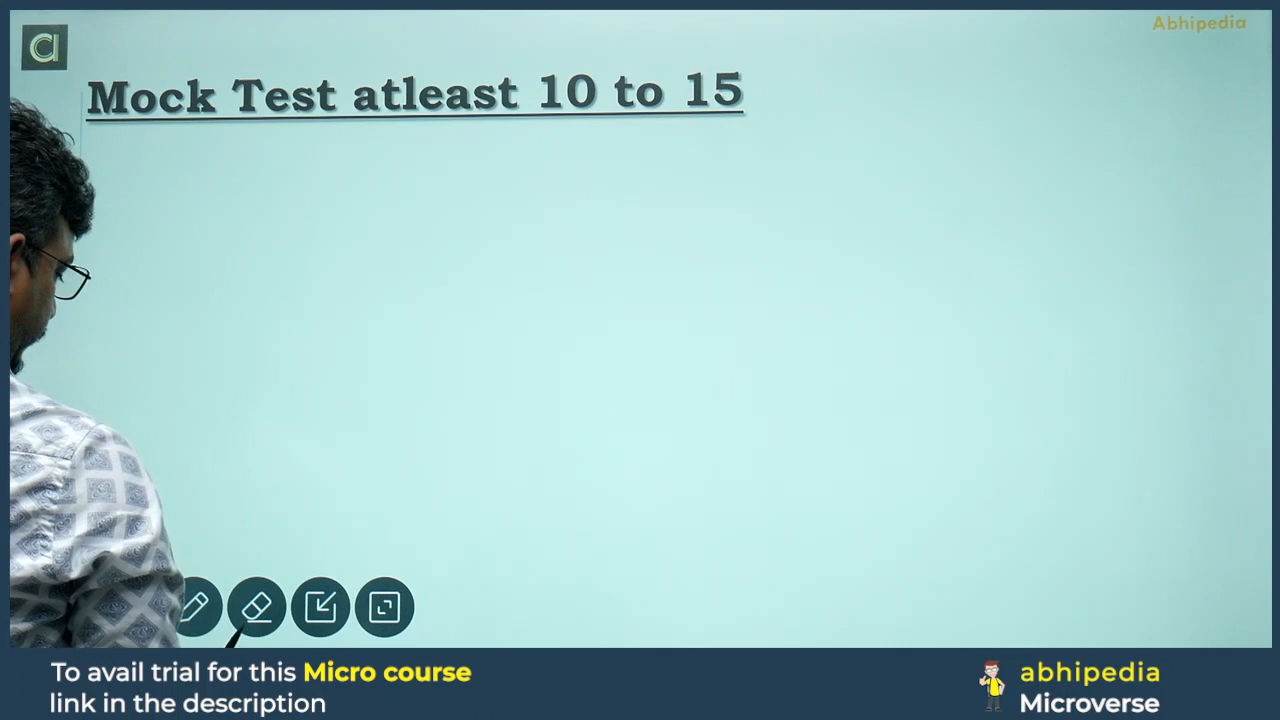 Abhipedia
a
Mock Test atleast 10 to 15
To avail trial for this Micro course
link in the description
abhipedia
Microverse